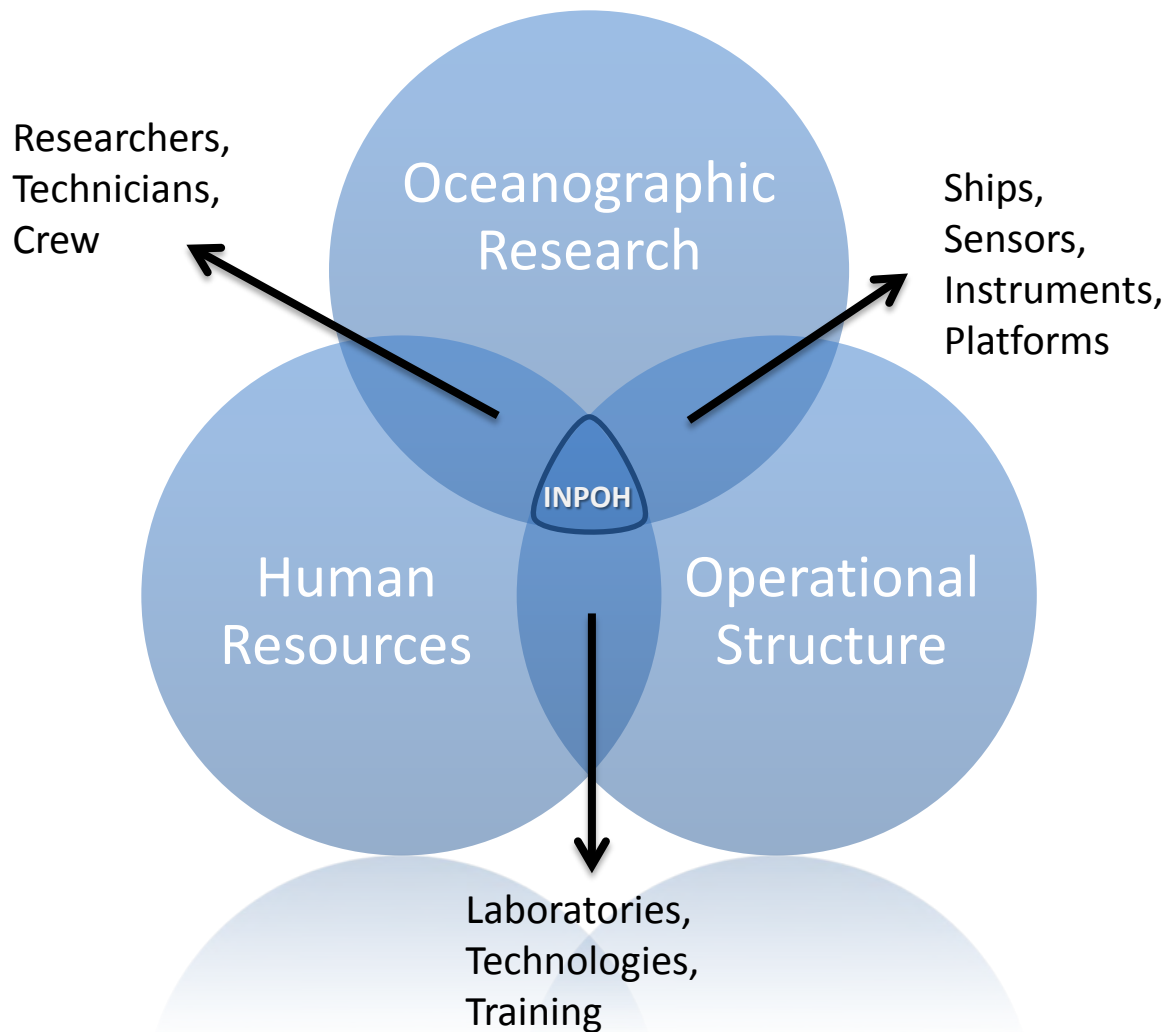 Researchers,
Technicians,
Crew
Oceanographic
Research
Ships,
Sensors,
Instruments,
Platforms
INPOH
Human
Resources
Operational
Structure
Laboratories,
Technologies,
Training